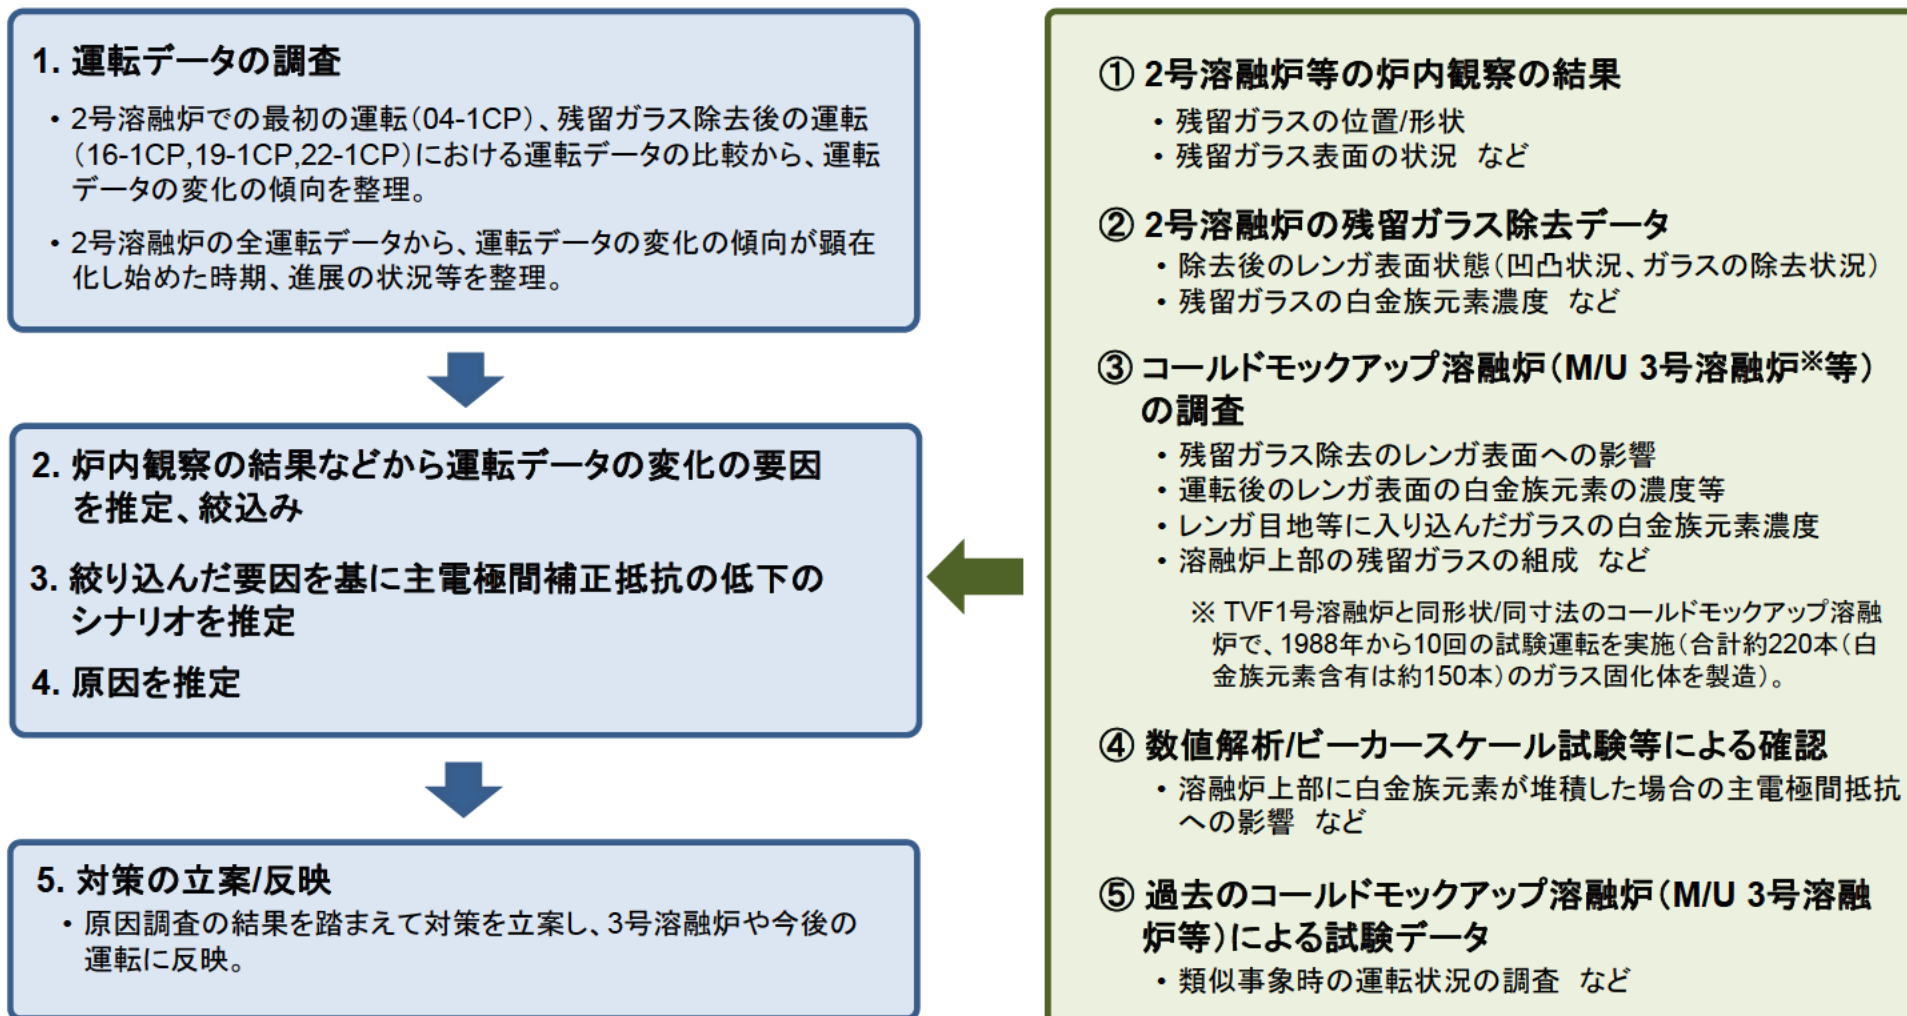 1. 運転データの調査
・2号溶融炉での最初の運転（04-1CP）、残留ガラス除去後の運転
（16-1CP,19-1CP,22-1CP）における運転データの比較から、運転
データの変化の傾向を整理。
・2号溶融炉の全運転データから、運転データの変化の傾向が顕在
化し始めた時期、進展の状況等を整理。
2. 炉内観察の結果などから運転データの変化の要因
を推定、絞込み
3. 絞り込んだ要因を基に主電極間補正抵抗の低下の
シナリオを推定
4. 原因を推定
5. 対策の立案/反映
・原因調査の結果を踏まえて対策を立案し、3号溶融炉や今後の
運転に反映。
① 2号溶融炉等の炉内観察の結果
・残留ガラスの位置/形状
・残留ガラス表面の状況 など
② 2号溶融炉の残留ガラス除去データ
・除去後のレンガ表面状態（凹凸状況、ガラスの除去状況）
・残留ガラスの白金族元素濃度 など
③ コールドモックアップ溶融炉（M/U 3号溶融炉※等）
の調査
・残留ガラス除去のレンガ表面への影響
・運転後のレンガ表面の白金族元素の濃度等
・レンガ目地等に入り込んだガラスの白金族元素濃度
・溶融炉上部の残留ガラスの組成 など
※ TVF1号溶融炉と同形状/同寸法のコールドモックアップ溶融
炉で、1988年から10回の試験運転を実施（合計約220本（白
金族元素含有は約150本）のガラス固化体を製造）。
④ 数値解析/ビーカースケール試験等による確認
・溶融炉上部に白金族元素が堆積した場合の主電極間抵抗
への影響 など
⑤ 過去のコールドモックアップ溶融炉（M/U 3号溶融
炉等）による試験データ
・類似事象時の運転状況の調査 など